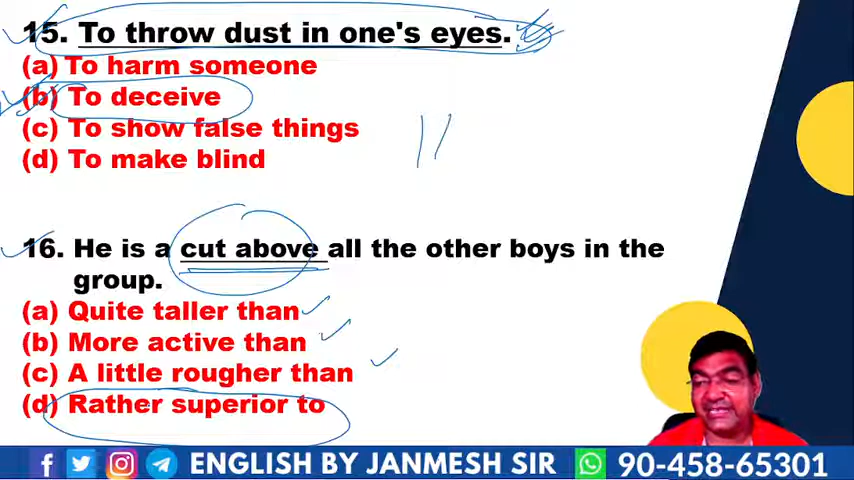 15. To throw dust in one's eyes.
(a) To harm someone
(b) To deceive
(c) To show false things
(d) To make blind
16. He is a cut above all the other boys in the
group.
(a) Quite taller than
(b) More active than
(c) A little rougher than
(d) Rather superior to
ENGLISH BY JANMESH SIR 90-458-65301